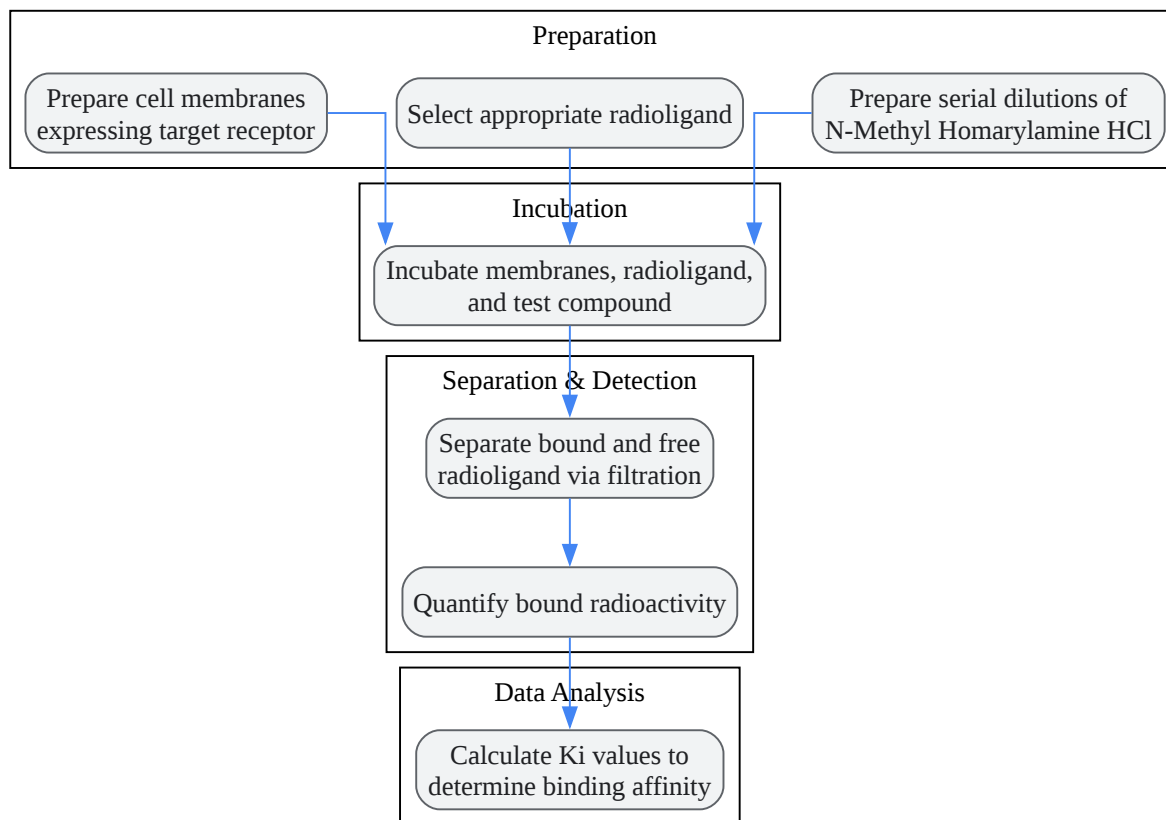 Preparation
Prepare cell membranes
expressing target receptor
Select appropriate radioligand
Prepare serial dilutions of
N-Methyl Homarylamine HCl
Incubation
Incubate membranes, radioligand,
and test compound
Separation & Detection
Separate bound and free
radioligand via filtration
Quantify bound radioactivity
Data Analysis
Calculate Ki values to
determine binding affinity